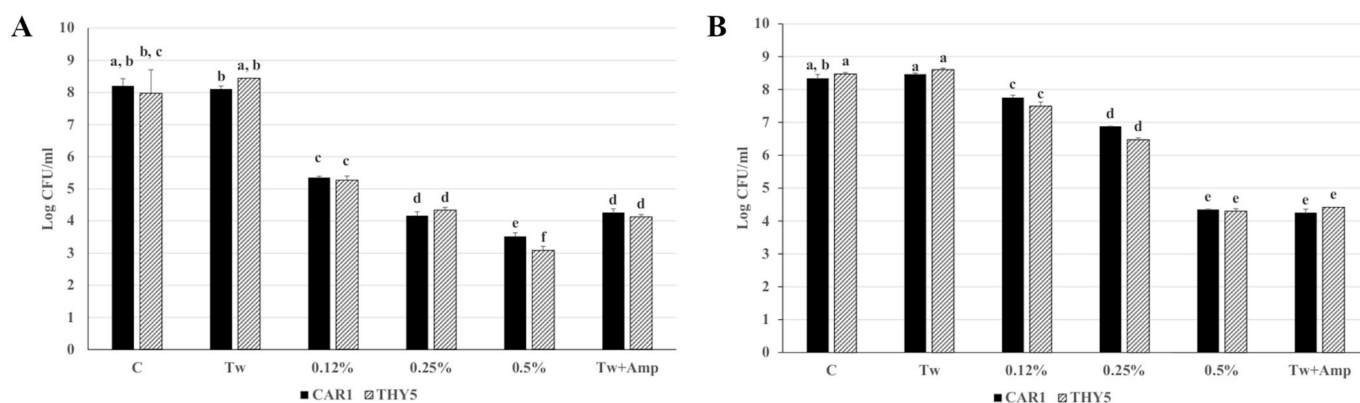 A
Log CFU/ml
10
9
8
7
6
5
4
3
2
1
0
a, b
b, c
b
a, b
c
c
d
d
e
f
d
d
C
Tw
0.12%
0.25%
0.5%
Tw+Amp
CAR1
THY5
B
Log CFU/ml
10
9
8
7
6
5
4
3
2
1
0
a, b
a
a
a
c
c
d
d
e
e
e
e
C
Tw
0.12%
0.25%
0.5%
Tw+Amp
CAR1
THY5